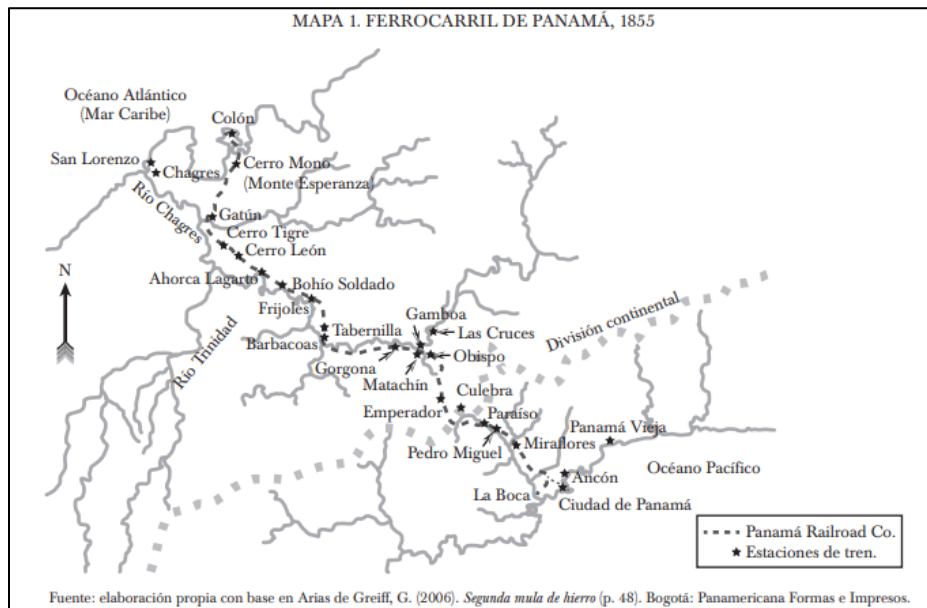 MAPA 1. FERROCARRIL DE PANAMÁ, 1855
Océano Atlántico
(Mar Caribe)
Colón
San Lorenzo
Chagres
Cerro Mono
(Monte Esperanza)
Río Chagres
Gatún
Cerro Tigre
Cerro León
N
Ahorca Lagarto
Bohío Soldado
Frijoles
Gamboa
División continental
Tabernilla
Las Cruces
Barbacoas
Río Trinidad
Gorgona
Obispo
Matachín
Culebra
Emperador
Paraíso
Panamá Vieja
Pedro Miguel
Miraflores
Océano Pacífico
Ancón
La Boca
Ciudad de Panamá
Panamá Railroad Co.
Estaciones de tren.
Fuente: elaboración propia con base en Arias de Greiff, G. (2006). Segunda mula de hierro (p. 48). Bogotá: Panamericana Formas e Impresos.